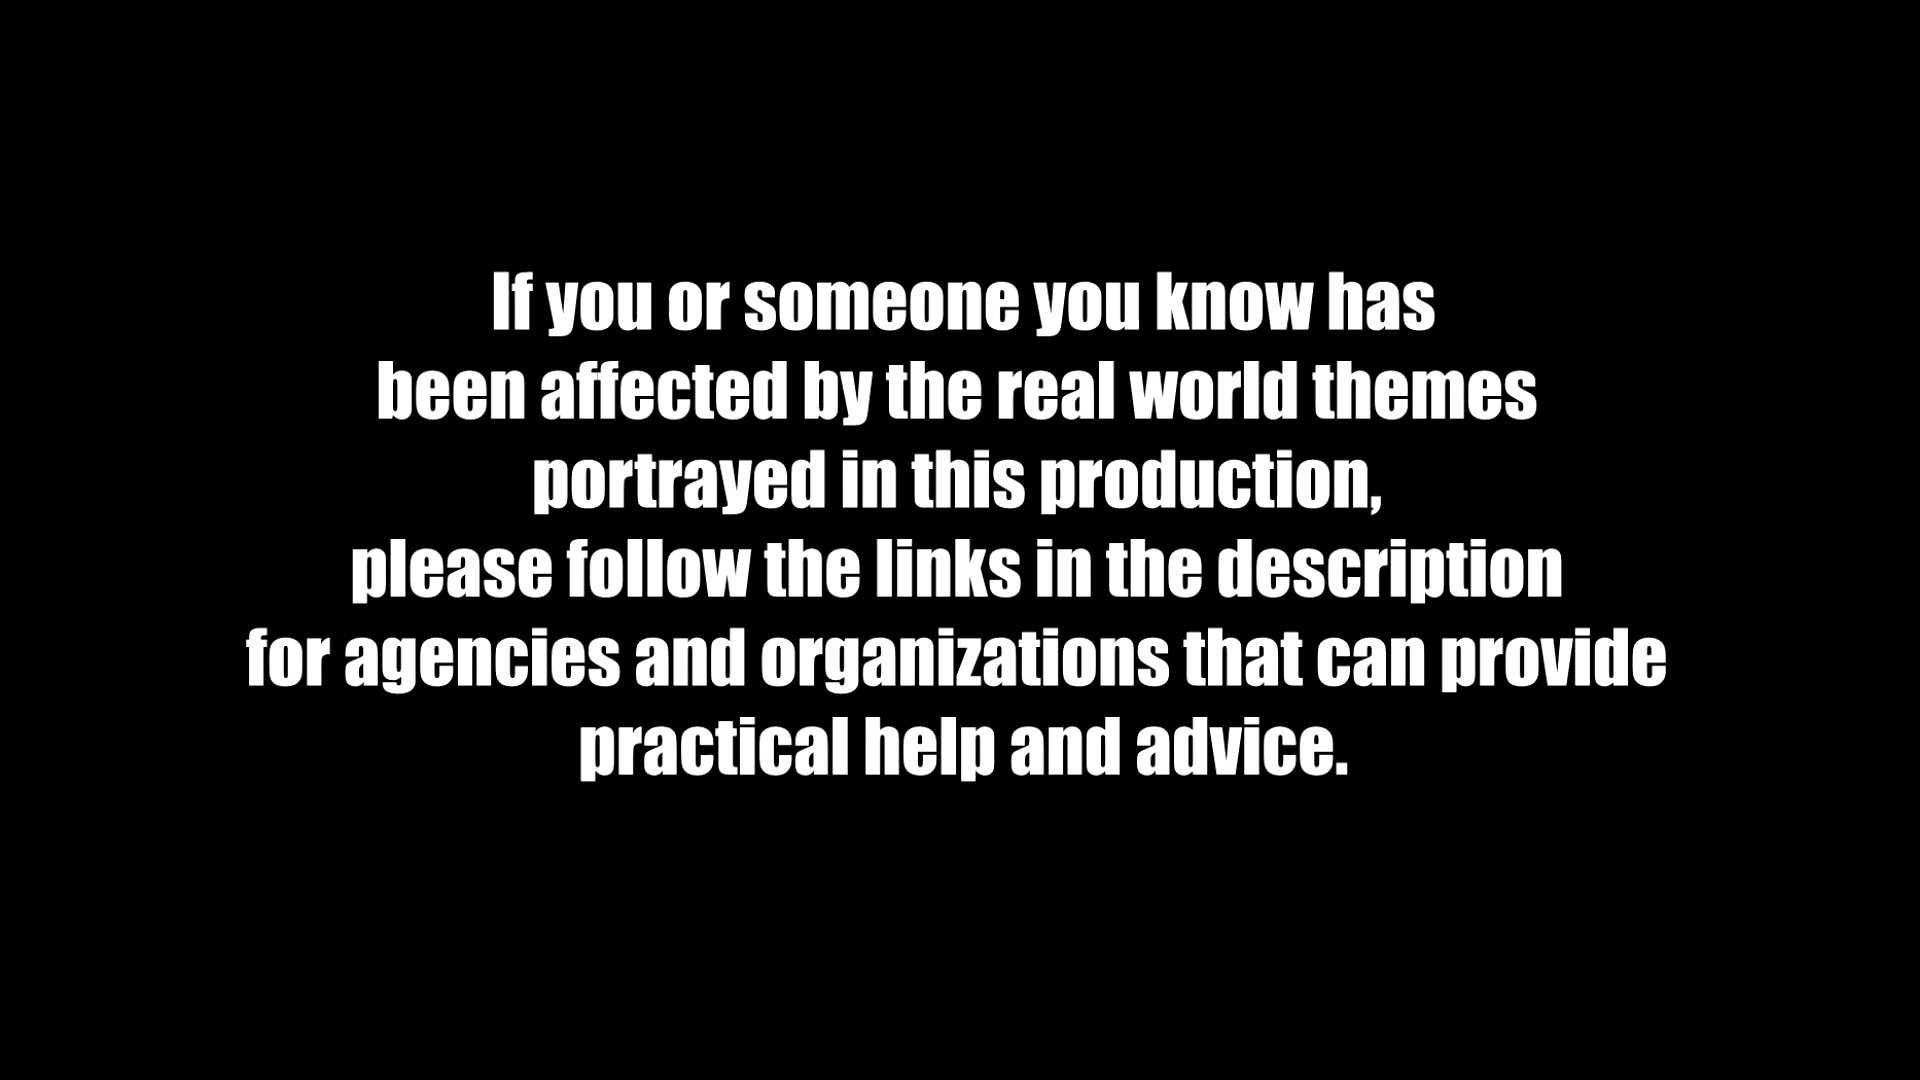 If you or someone you know has
been affected by the real world themes
portrayed in this production,
please follow the links in the description
for agencies and organizations that can provide
practical help and advice.